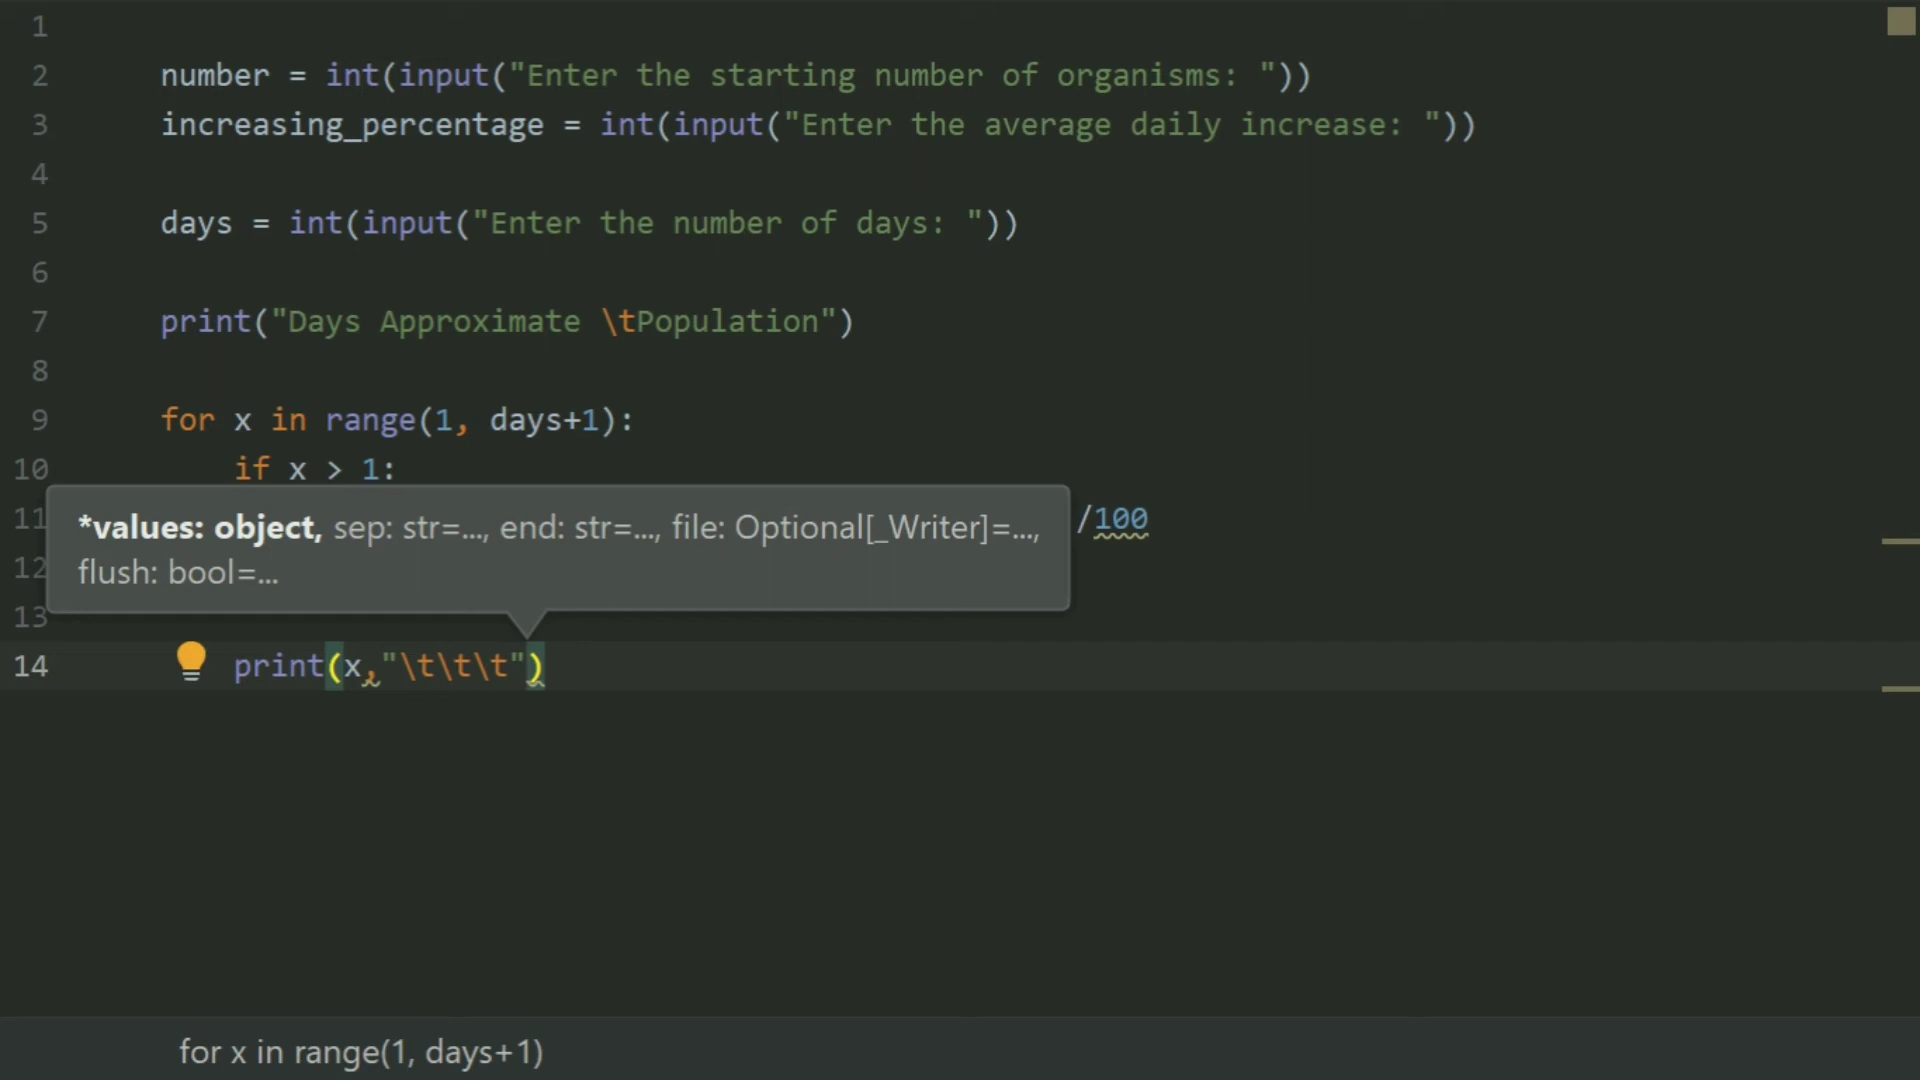 1
2 number = int(input("Enter the starting number of organisms: "))
3 increasing_percentage = int(input("Enter the average daily increase: "))
4
5 days = int(input("Enter the number of days: "))
6
7 print("Days Approximate \tPopulation")
8
9 for x in range(1, days+1):
10 if x > 1:
11 /100
*values: object, sep: str=..., end: str=..., file: Optional[_Writer]=...,
flush: bool=...
12
13
14 print(x,"\t\t\t")
for x in range(1, days+1)